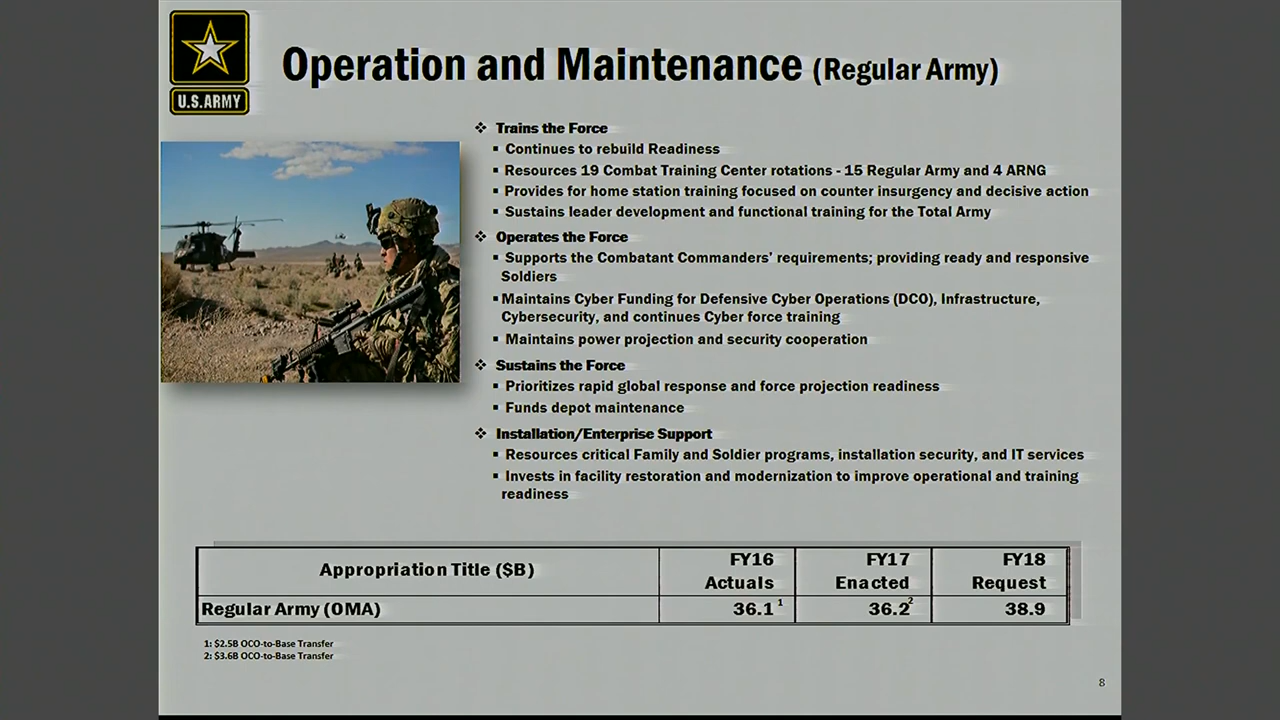 U.S.ARMY
Operation and Maintenance (Regular Army)
❖ Trains the Force
▪ Continues to rebuild Readiness
▪ Resources 19 Combat Training Center rotations - 15 Regular Army and 4 ARNG
▪ Provides for home station training focused on counter insurgency and decisive action
▪ Sustains leader development and functional training for the Total Army
❖ Operates the Force
▪ Supports the Combatant Commanders' requirements; providing ready and responsive
Soldiers
▪ Maintains Cyber Funding for Defensive Cyber Operations (DCO), Infrastructure,
Cybersecurity, and continues Cyber force training
▪ Maintains power projection and security cooperation
❖ Sustains the Force
▪ Prioritizes rapid global response and force projection readiness
▪ Funds depot maintenance
❖ Installation/Enterprise Support
▪ Resources critical Family and Soldier programs, installation security, and IT services
▪ Invests in facility restoration and modernization to improve operational and training
readiness
Appropriation Title ($B) FY16 Actuals FY17 Enacted FY18 Request
Regular Army (OMA) 36.1 1 36.2 2 38.9
1: $2.5B OCO-to-Base Transfer
2: $3.6B OCO-to-Base Transfer
8